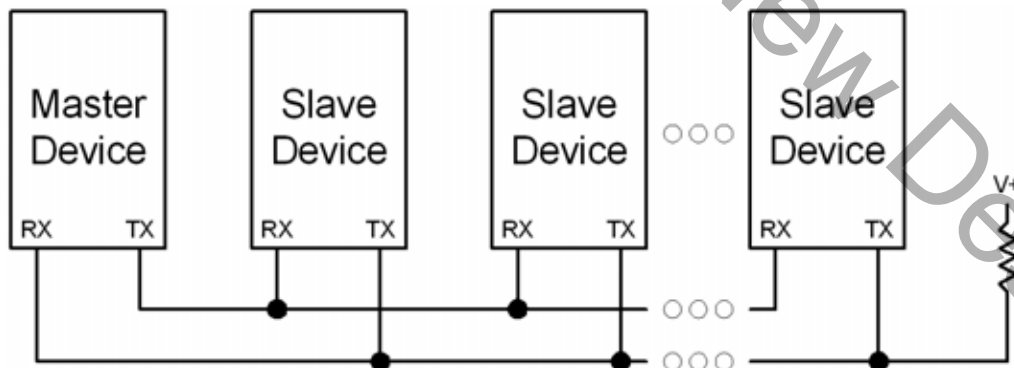 Master
Device
RX TX
Slave
Device
RX TX
Slave
Device
RX TX
Slave
Device
RX TX
V+